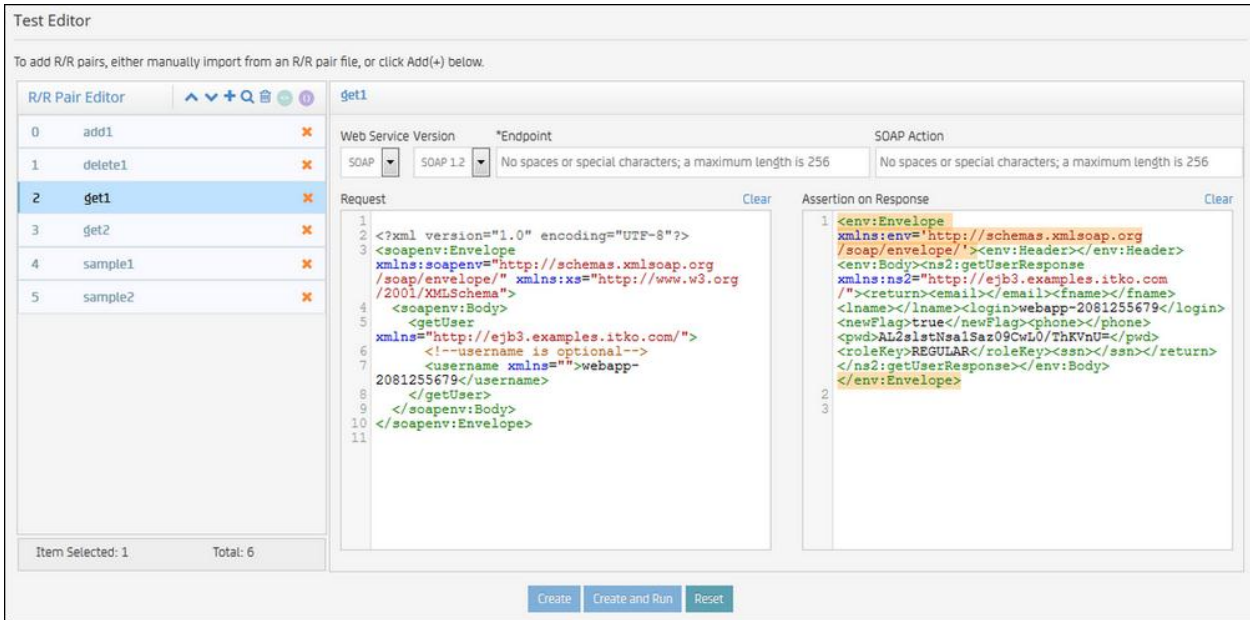 Test Editor
To add R/R pairs, either manually import from an R/R pair file, or click Add(+) below.
R/R Pair Editor
0 add1
1 delete1
2 get1
3 get2
4 sample1
5 sample2
Item Selected: 1 Total: 6
get1
Web Service Version *Endpoint SOAP Action
SOAP SOAP 1.2 No spaces or special characters; a maximum length is 256 No spaces or special characters; a maximum length is 256
Request Clear
1
2 <?xml version="1.0" encoding="UTF-8"?>
3 <soapenv:Envelope
xmlns:soapenv="http://schemas.xmlsoap.org
/soap/envelope/" xmlns:xs="http://www.w3.org
/2001/XMLSchema">
4 <soapenv:Body>
5 <getUser
xmlns="http://ejb3.examples.itko.com/">
6 <!--username is optional-->
7 <username xmlns="">webapp-
2081255679</username>
8 </getUser>
9 </soapenv:Body>
10 </soapenv:Envelope>
11
Assertion on Response Clear
1 <env:Envelope
xmlns:env='http://schemas.xmlsoap.org
/soap/envelope/'><env:Header></env:Header>
<env:Body><ns2:getUserResponse
xmlns:ns2="http://ejb3.examples.itko.com
/"><return><email></email><fname></fname>
<lname></lname><login>webapp-2081255679</login>
<newFlag>true</newFlag><phone></phone>
<pwd>AL2slstNsa1Saz09CwL0/ThKVnU=</pwd>
<roleKey>REGULAR</roleKey><ssn></ssn></return>
</ns2:getUserResponse></env:Body>
</env:Envelope>
2
3
Create Create and Run Reset